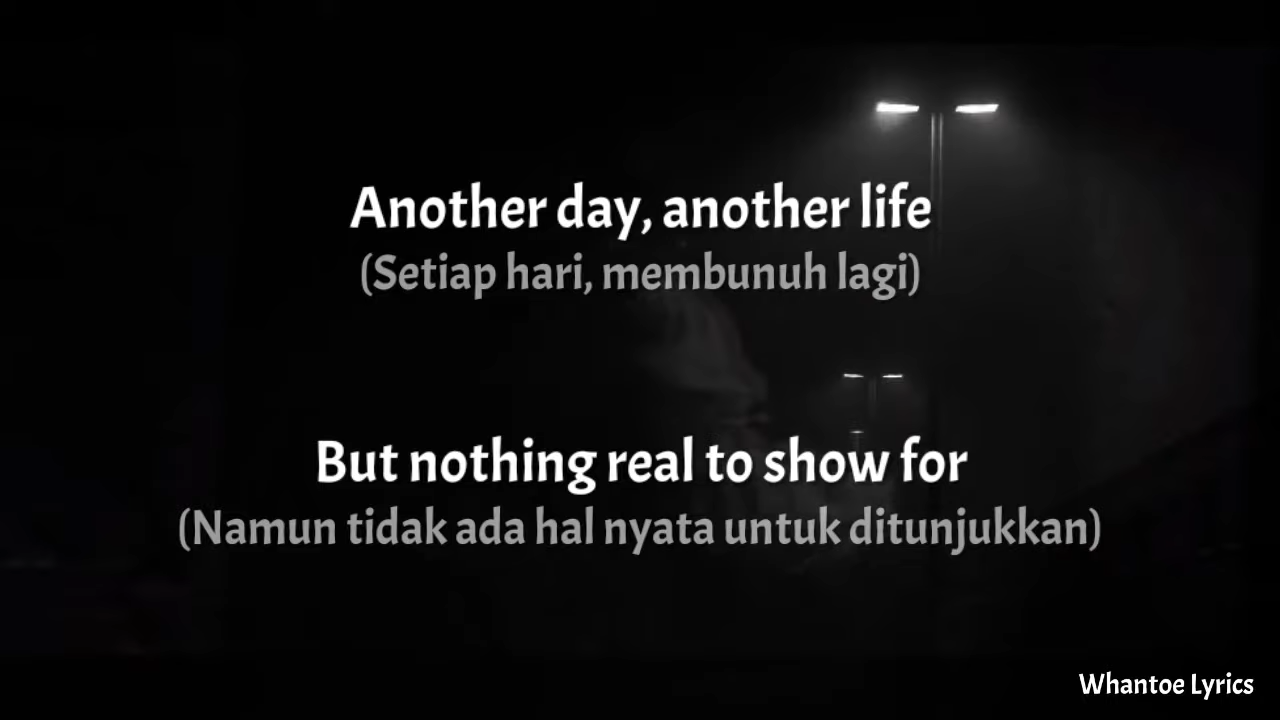 Another day, another life
(Setiap hari, membunuh lagi)
But nothing real to show for
(Namun tidak ada hal nyata untuk ditunjukkan)
Whantoe Lyrics